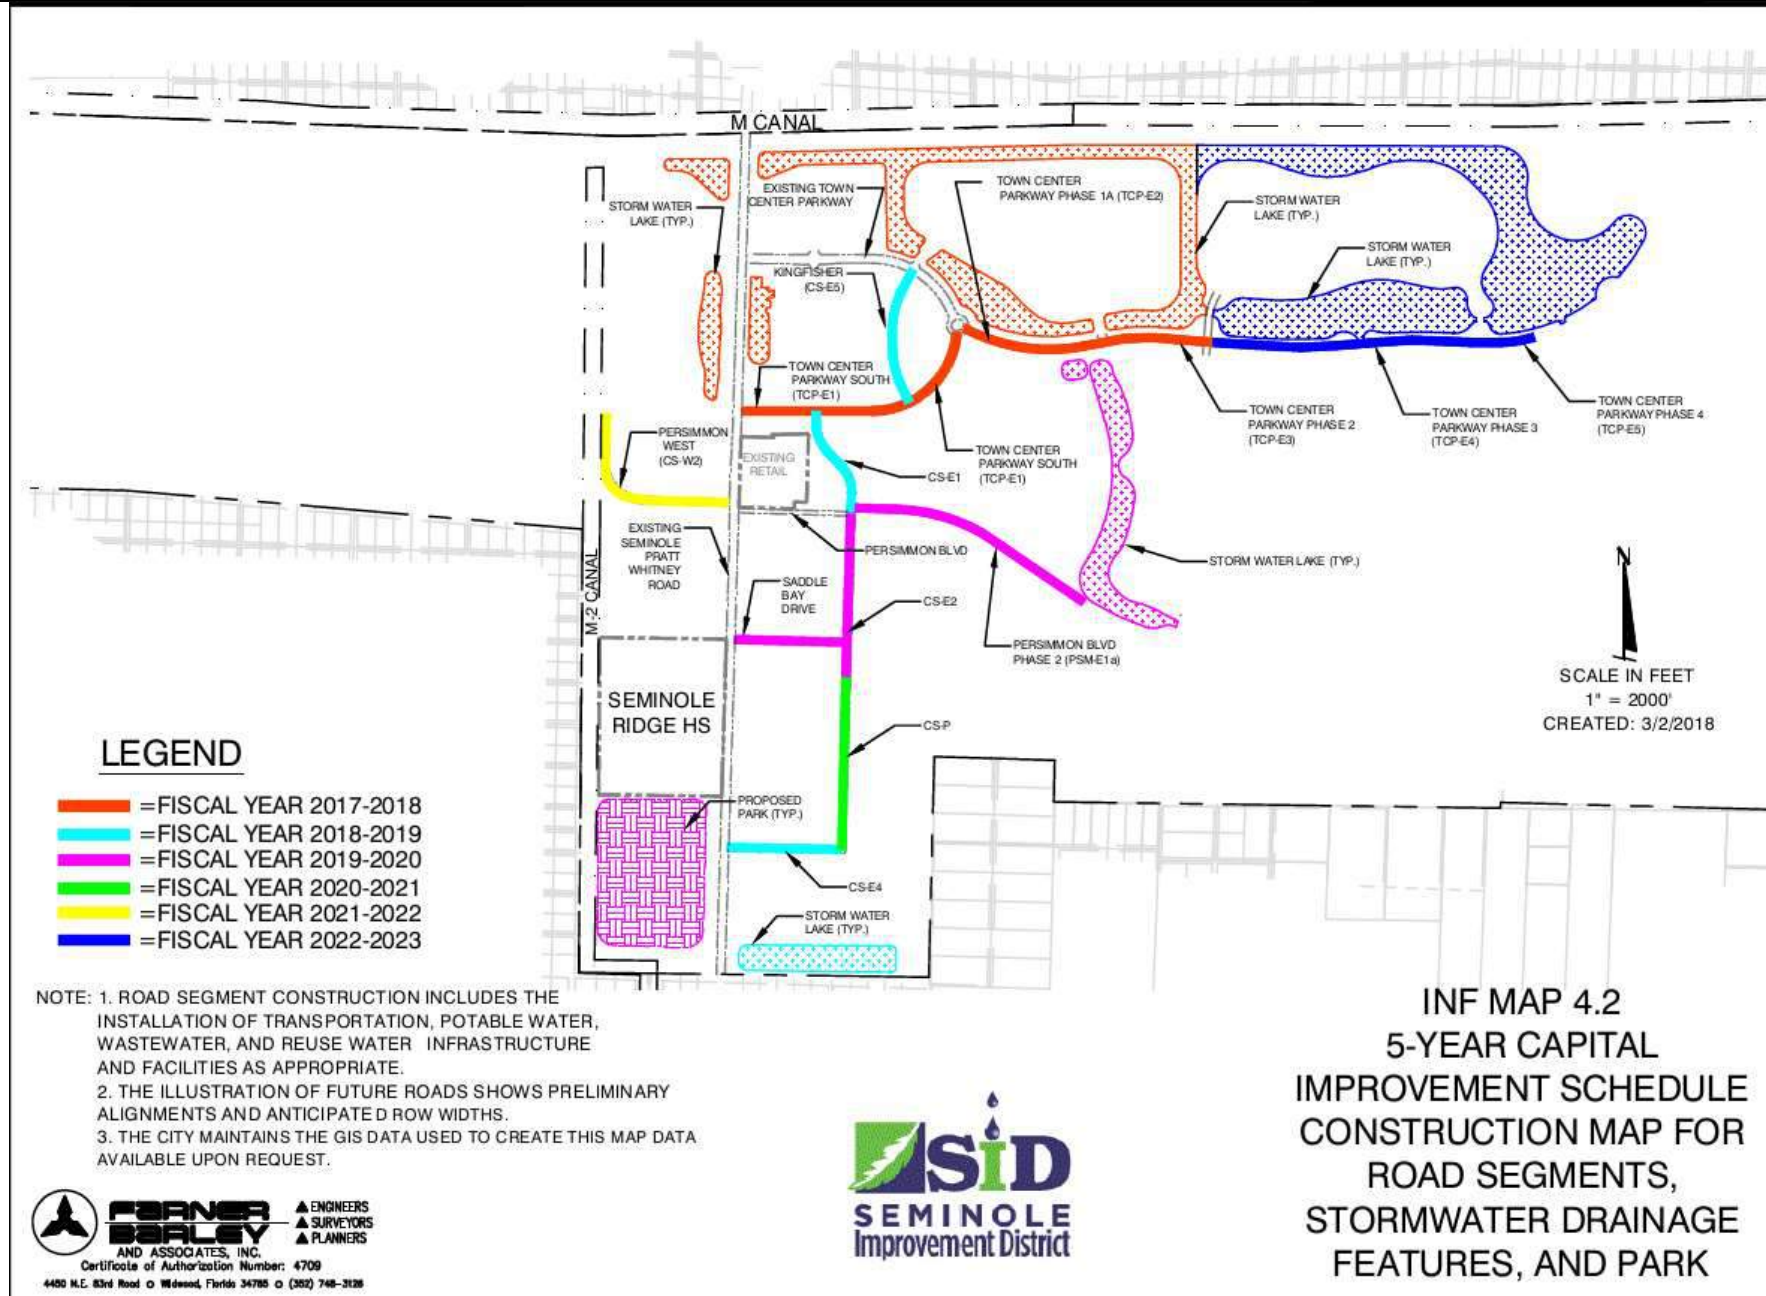 M CANAL
STORM WATER
LAKE (TYP.)
EXISTING TOWN
CENTER PARKWAY
TOWN CENTER
PARKWAY PHASE 1A (TCP-E2)
STORM WATER
LAKE (TYP.)
STORM WATER
LAKE (TYP.)
KINGFISHER
(CS-E5)
TOWN CENTER
PARKWAY SOUTH
(TCP-E1)
TOWN CENTER
PARKWAY PHASE 2
(TCP-E3)
TOWN CENTER
PARKWAY PHASE 3
(TCP-E4)
TOWN CENTER
PARKWAY PHASE 4
(TCP-E5)
PERSIMMON
WEST
(CS-W2)
EXISTING
RETAIL
CS-E1
TOWN CENTER
PARKWAY SOUTH
(TCP-E1)
EXISTING
SEMINOLE
PRATT
WHITNEY
ROAD
PERSIMMON BLVD
STORM WATER LAKE (TYP.)
M-2 CANAL
SADDLE
BAY
DRIVE
CS-E2
PERSIMMON BLVD
PHASE 2 (PSM-E1a)
N
SCALE IN FEET
1" = 2000'
CREATED: 3/2/2018
SEMINOLE
RIDGE HS
CS-P
PROPOSED
PARK (TYP.)
CS-E4
STORM WATER
LAKE (TYP.)
LEGEND
=FISCAL YEAR 2017-2018
=FISCAL YEAR 2018-2019
=FISCAL YEAR 2019-2020
=FISCAL YEAR 2020-2021
=FISCAL YEAR 2021-2022
=FISCAL YEAR 2022-2023
NOTE: 1. ROAD SEGMENT CONSTRUCTION INCLUDES THE
INSTALLATION OF TRANSPORTATION, POTABLE WATER,
WASTEWATER, AND REUSE WATER INFRASTRUCTURE
AND FACILITIES AS APPROPRIATE.
2. THE ILLUSTRATION OF FUTURE ROADS SHOWS PRELIMINARY
ALIGNMENTS AND ANTICIPATED ROW WIDTHS.
3. THE CITY MAINTAINS THE GIS DATA USED TO CREATE THIS MAP DATA
AVAILABLE UPON REQUEST.
FARNER
BARLEY
AND ASSOCIATES, INC.
ENGINEERS
SURVEYORS
PLANNERS
Certificate of Authorization Number: 4709
4450 N.E. 83rd Road o Wildwood, Florida 34785 o (352) 748-3126
SID
SEMINOLE
Improvement District
INF MAP 4.2
5-YEAR CAPITAL
IMPROVEMENT SCHEDULE
CONSTRUCTION MAP FOR
ROAD SEGMENTS,
STORMWATER DRAINAGE
FEATURES, AND PARK